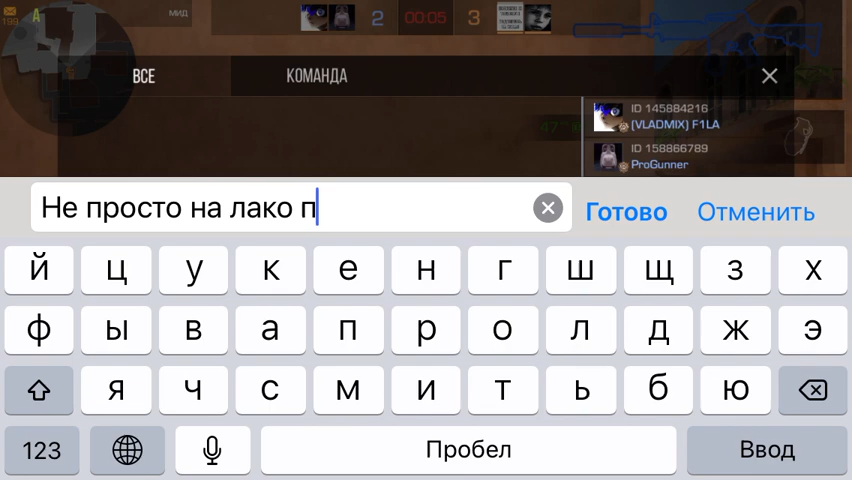 199
A
МИД
2
00:05
3
ВСЕ
КОМАНДА
ID 145884216
[VLADMIX] F1LA
ID 158866789
ProGunner
Не просто на лако п
Готово
Отменить
й ц у к е н г ш щ з х
ф ы в а п р о л д ж э
я ч с м и т ь б ю
123
Пробел
Ввод